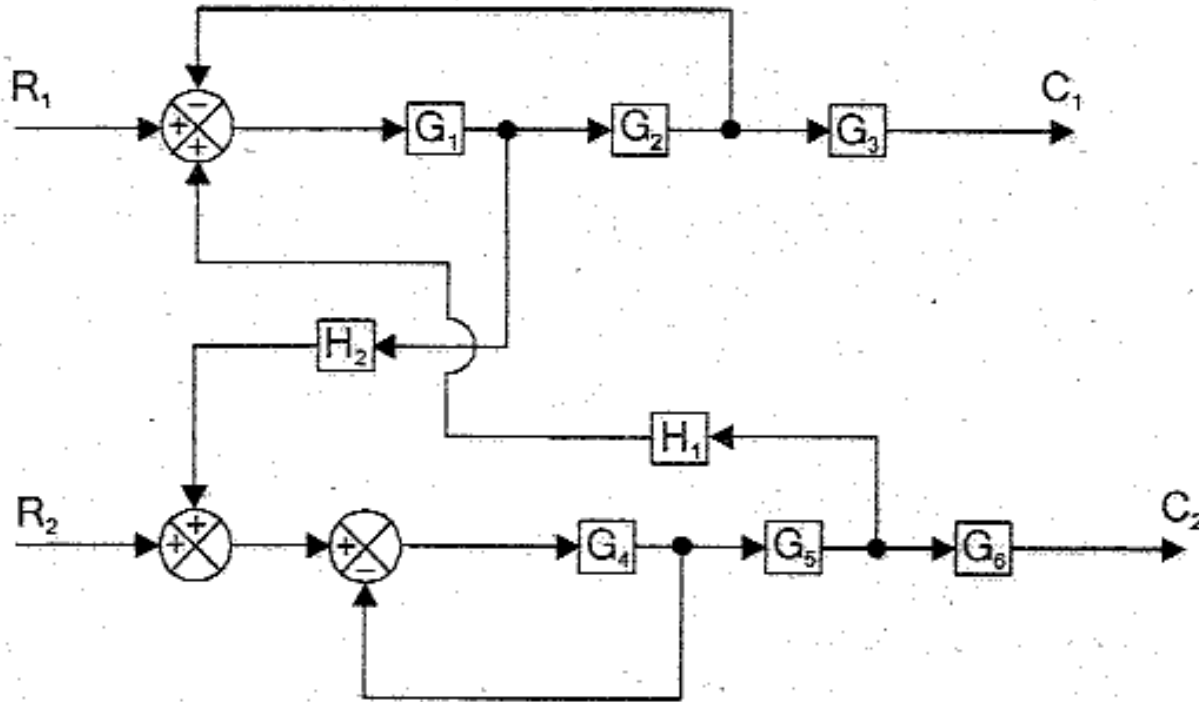 R₁ − + + G₁ G₂ G₃ C₁
H₂
H₁
R₂ + + + − G₄ G₅ G₆ C₂